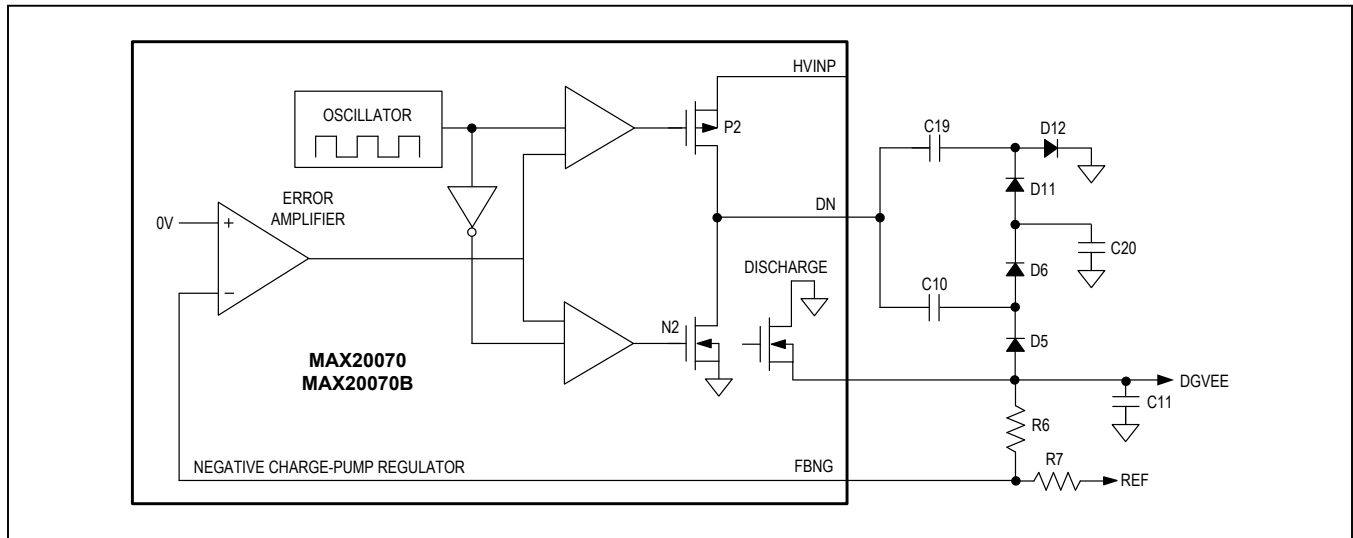 HVINP
OSCILLATOR
P2
C19
D12
D11
ERROR
AMPLIFIER
0V
+
−
DN
C20
DISCHARGE
D6
C10
N2
D5
MAX20070
MAX20070B
DGVEE
C11
R6
NEGATIVE CHARGE-PUMP REGULATOR
FBNG
R7
REF